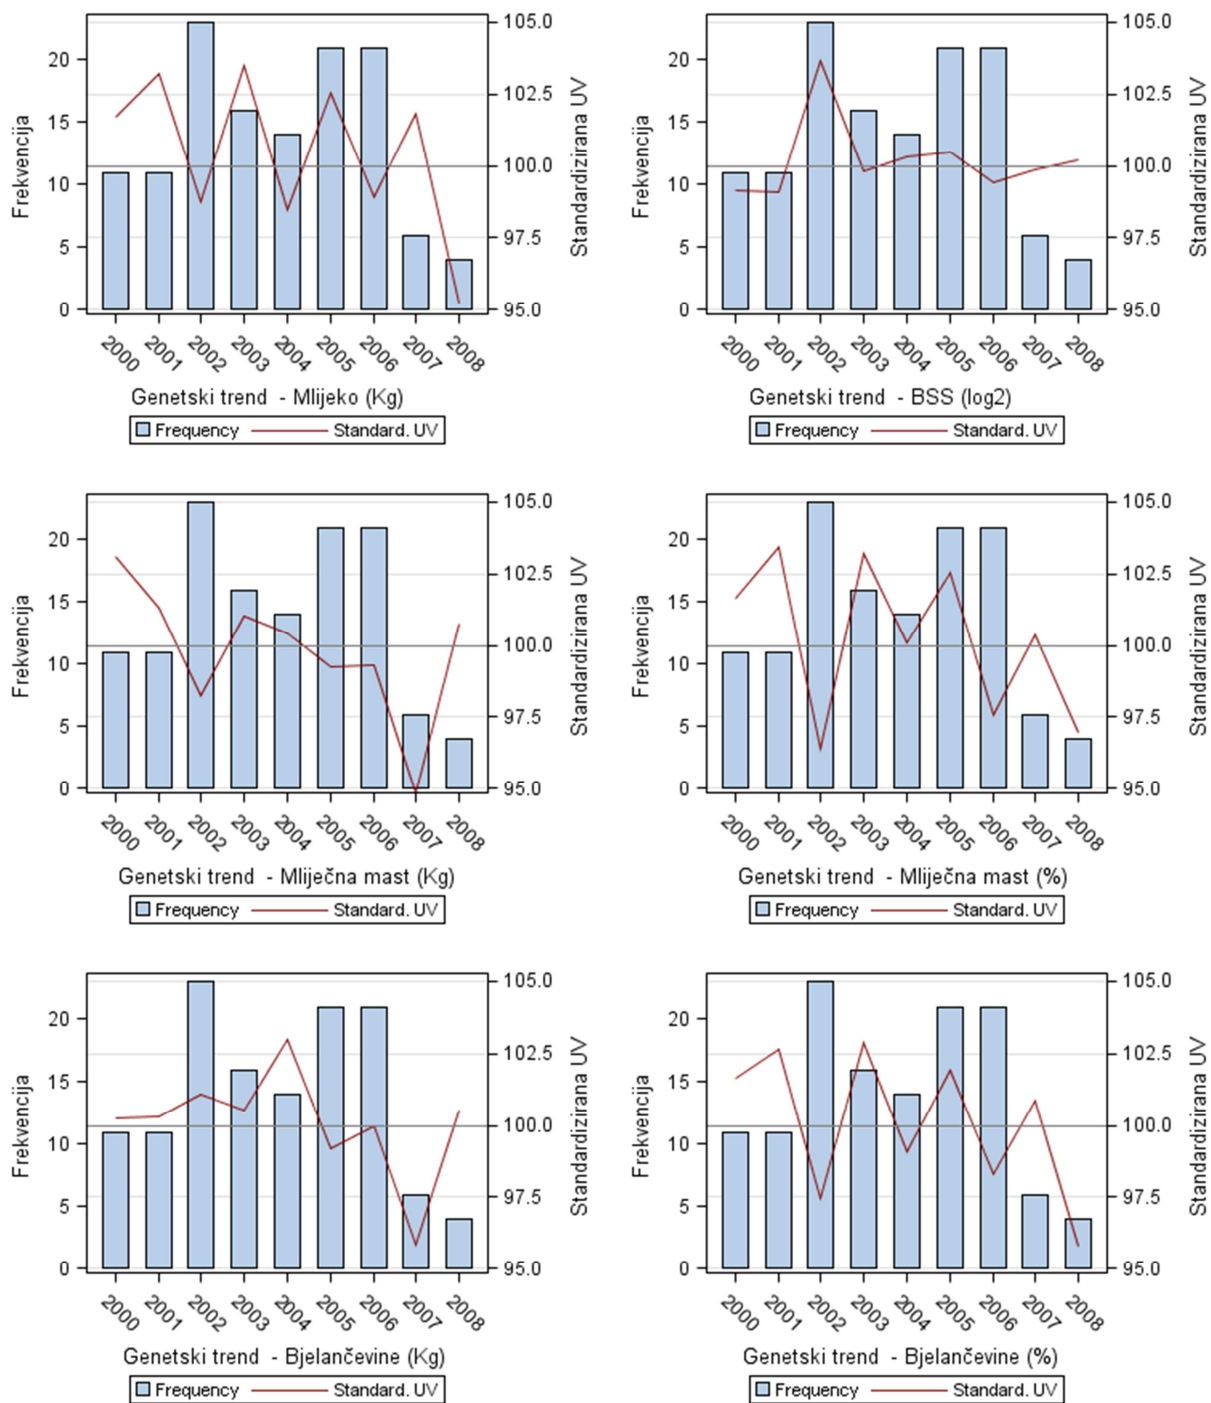 Frekvencija
20
15
10
5
0
105.0
102.5
100.0
97.5
95.0
Standardizirana UV
2000 2001 2002 2003 2004 2005 2006 2007 2008
Genetski trend - Mlijeko (Kg)
Frequency Standard. UV
Frekvencija
20
15
10
5
0
105.0
102.5
100.0
97.5
95.0
Standardizirana UV
2000 2001 2002 2003 2004 2005 2006 2007 2008
Genetski trend - BSS (log2)
Frequency Standard. UV
Frekvencija
20
15
10
5
0
105.0
102.5
100.0
97.5
95.0
Standardizirana UV
2000 2001 2002 2003 2004 2005 2006 2007 2008
Genetski trend - Mliječna mast (Kg)
Frequency Standard. UV
Frekvencija
20
15
10
5
0
105.0
102.5
100.0
97.5
95.0
Standardizirana UV
2000 2001 2002 2003 2004 2005 2006 2007 2008
Genetski trend - Mliječna mast (%)
Frequency Standard. UV
Frekvencija
20
15
10
5
0
105.0
102.5
100.0
97.5
95.0
Standardizirana UV
2000 2001 2002 2003 2004 2005 2006 2007 2008
Genetski trend - Bjelančevine (Kg)
Frequency Standard. UV
Frekvencija
20
15
10
5
0
105.0
102.5
100.0
97.5
95.0
Standardizirana UV
2000 2001 2002 2003 2004 2005 2006 2007 2008
Genetski trend - Bjelančevine (%)
Frequency Standard. UV